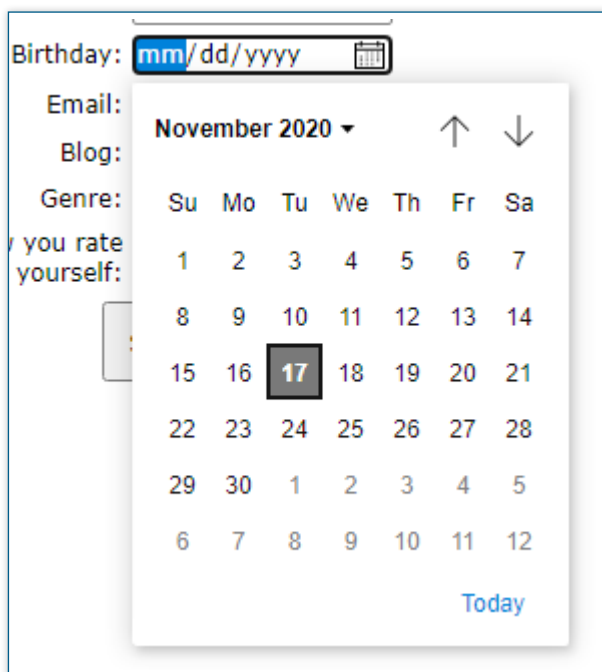 Birthday: mm/dd/yyyy
Email:
Blog:
Genre:
you rate
yourself:
November 2020
Su Mo Tu We Th Fr Sa
1 2 3 4 5 6 7
8 9 10 11 12 13 14
15 16 17 18 19 20 21
22 23 24 25 26 27 28
29 30 1 2 3 4 5
6 7 8 9 10 11 12
Today